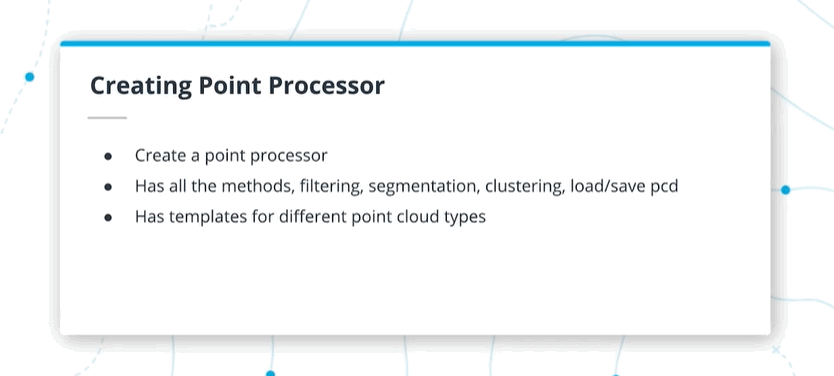 Creating Point Processor
● Create a point processor
● Has all the methods, filtering, segmentation, clustering, load/save pcd
● Has templates for different point cloud types